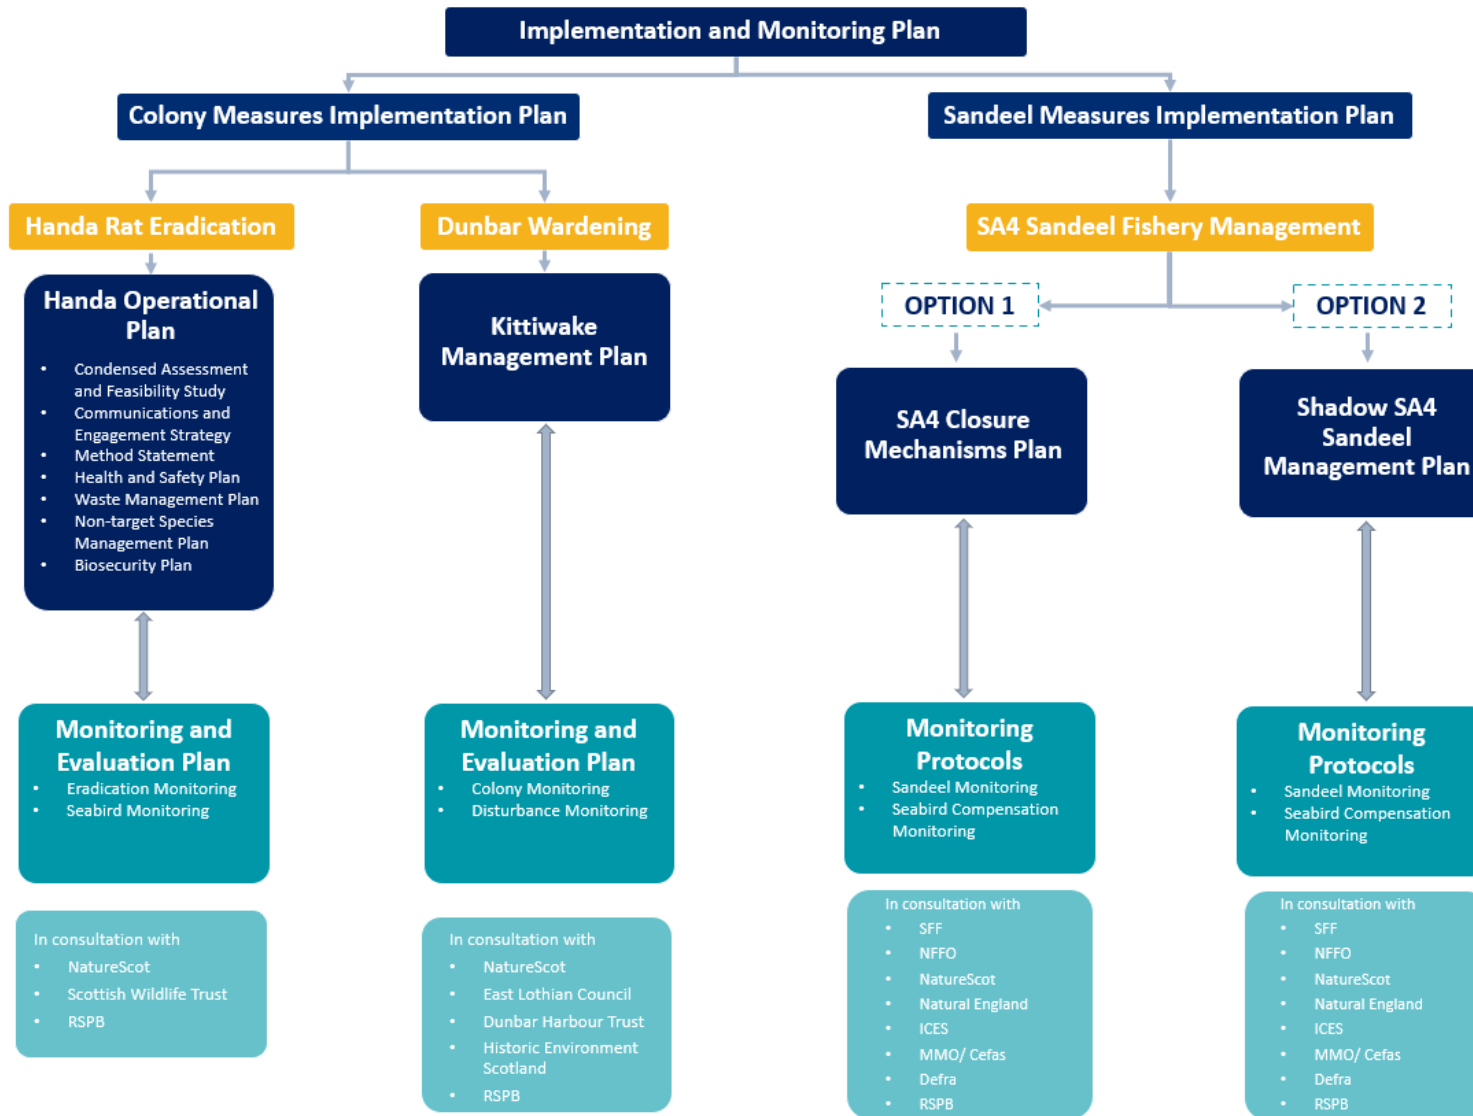 Implementation and Monitoring Plan
Colony Measures Implementation Plan
Sandeel Measures Implementation Plan
Handa Rat Eradication
Dunbar Wardening
SA4 Sandeel Fishery Management
Handa Operational
Plan
• Condensed Assessment
and Feasibility Study
• Communications and
Engagement Strategy
• Method Statement
• Health and Safety Plan
• Waste Management Plan
• Non-target Species
Management Plan
• Biosecurity Plan
Kittiwake
Management Plan
OPTION 1
OPTION 2
SA4 Closure
Mechanisms Plan
Shadow SA4
Sandeel
Management Plan
Monitoring and
Evaluation Plan
• Eradication Monitoring
• Seabird Monitoring
Monitoring and
Evaluation Plan
• Colony Monitoring
• Disturbance Monitoring
Monitoring
Protocols
• Sandeel Monitoring
• Seabird Compensation
Monitoring
Monitoring
Protocols
• Sandeel Monitoring
• Seabird Compensation
Monitoring
In consultation with
• NatureScot
• Scottish Wildlife Trust
• RSPB
In consultation with
• NatureScot
• East Lothian Council
• Dunbar Harbour Trust
• Historic Environment
Scotland
• RSPB
In consultation with
• SFF
• NFFO
• NatureScot
• Natural England
• ICES
• MMO/ Cefas
• Defra
• RSPB
In consultation with
• SFF
• NFFO
• NatureScot
• Natural England
• ICES
• MMO/ Cefas
• Defra
• RSPB